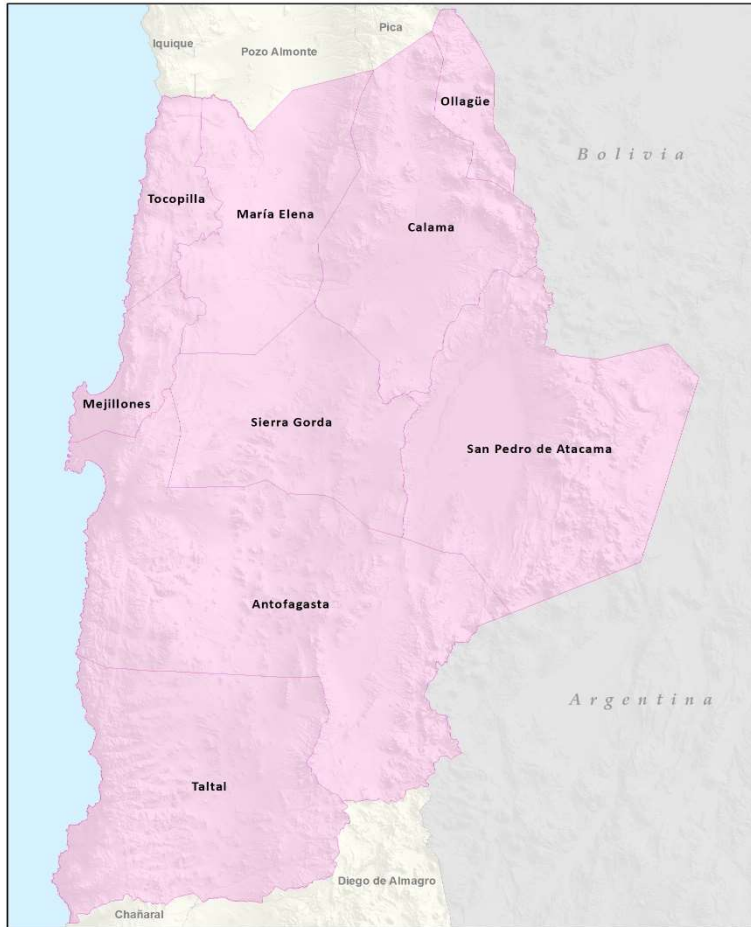 Pica
Iquique
Pozo Almonte
Ollagüe
Bolivia
Tocopilla
María Elena
Calama
Mejillones
Sierra Gorda
San Pedro de Atacama
Antofagasta
Argentina
Taltal
Diego de Almagro
Chañaral